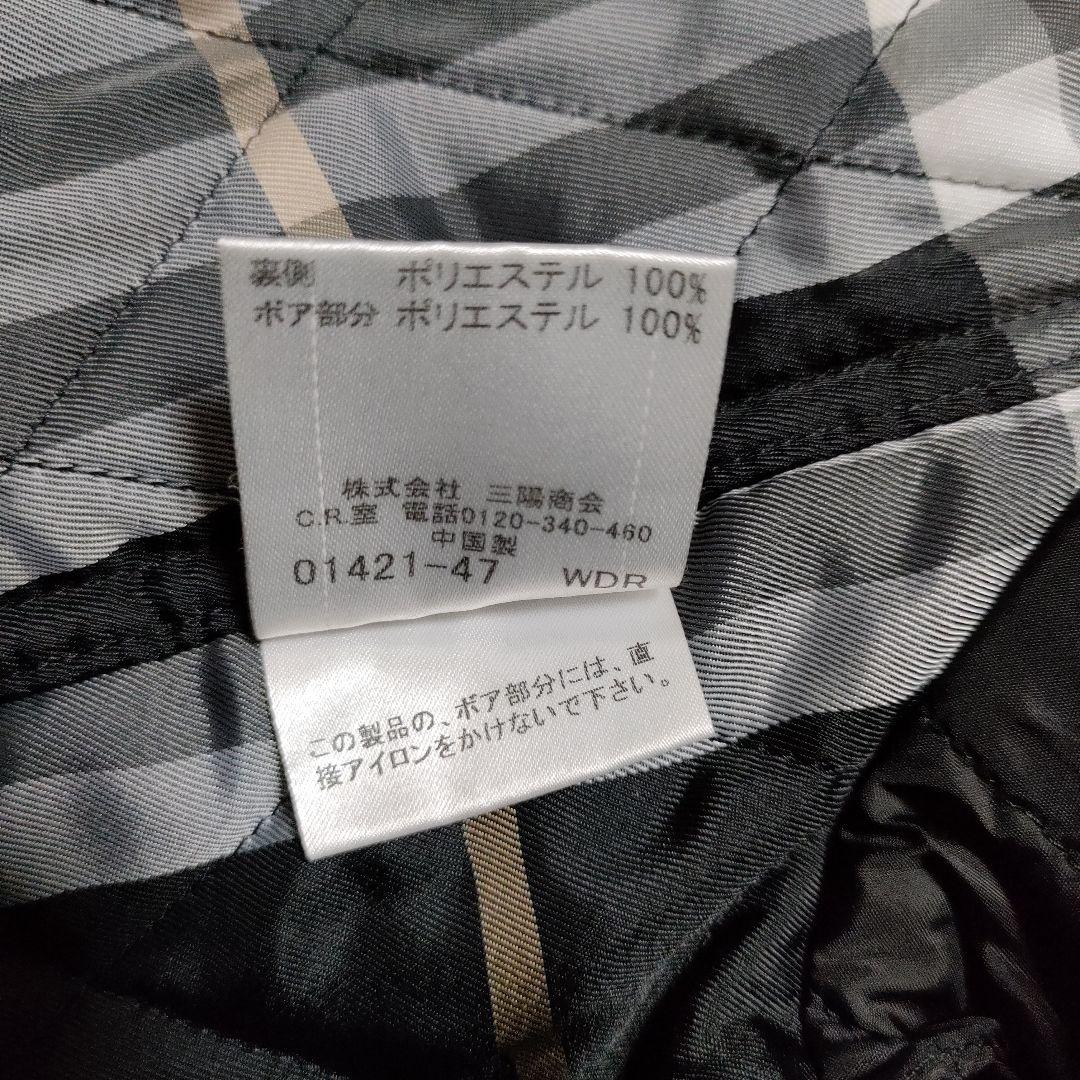 裏側 ポリエステル 100%
ボア部分 ポリエステル 100%
株式会社 三陽商会
C.R.室 電話0120-340-460
中国製
01421-47 WDR
この製品の、ボア部分には、直
接アイロンをかけないで下さい。